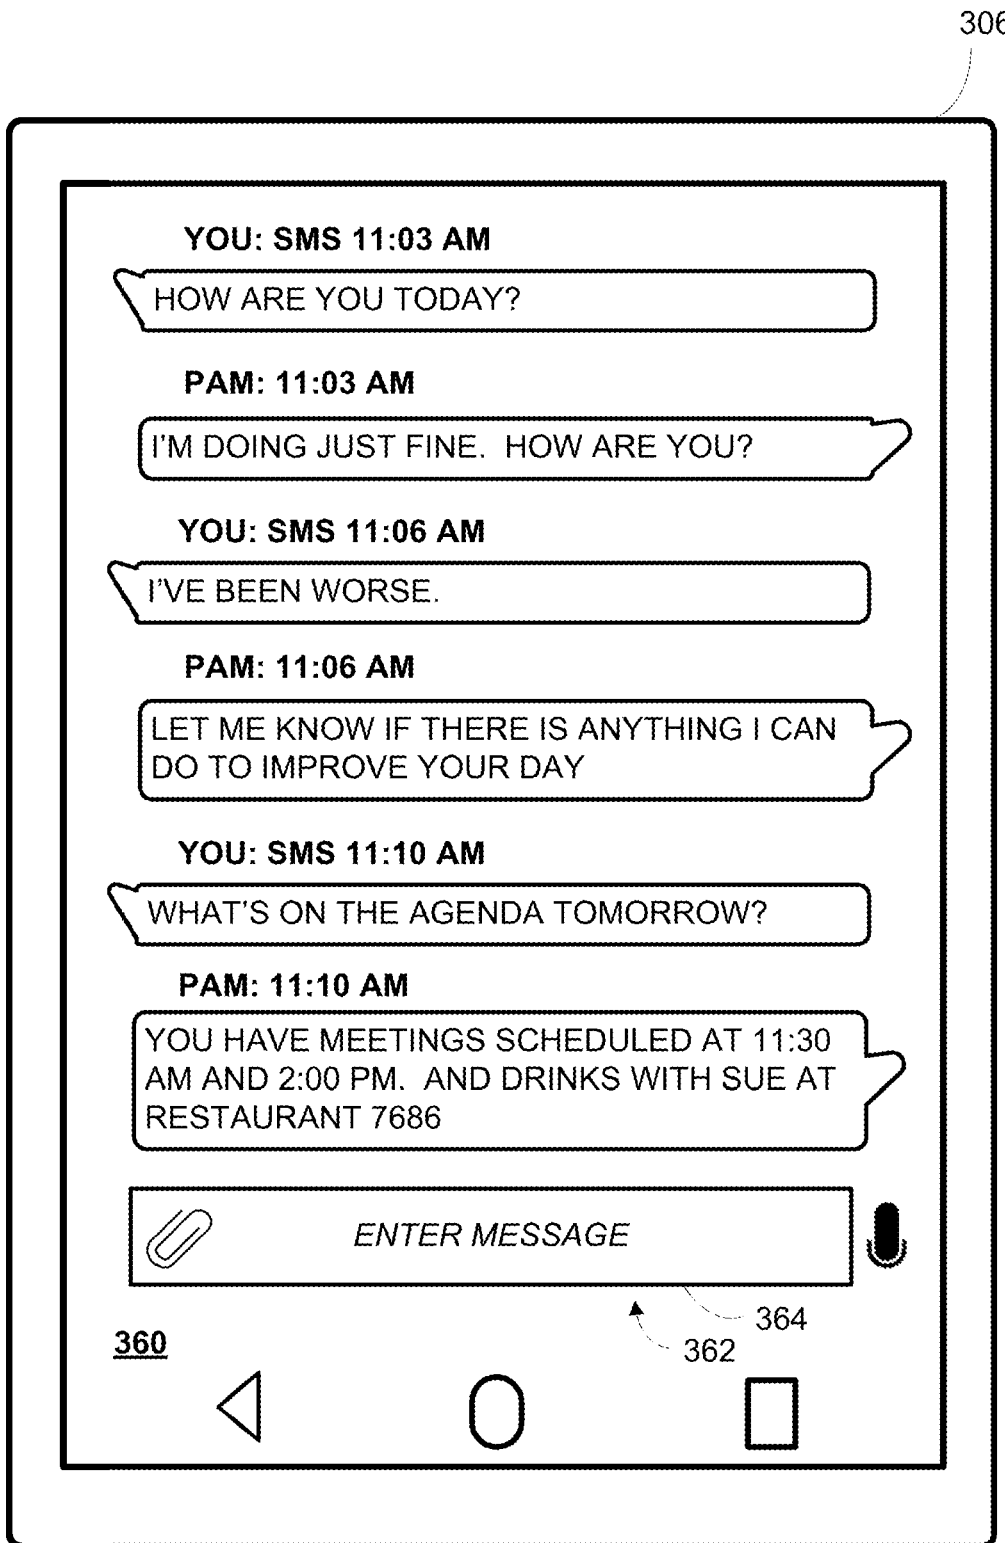 306
YOU: SMS 11:03 AM
HOW ARE YOU TODAY?
PAM: 11:03 AM
I'M DOING JUST FINE.  HOW ARE YOU?
YOU: SMS 11:06 AM
I'VE BEEN WORSE.
PAM: 11:06 AM
LET ME KNOW IF THERE IS ANYTHING I CAN
DO TO IMPROVE YOUR DAY
YOU: SMS 11:10 AM
WHAT'S ON THE AGENDA TOMORROW?
PAM: 11:10 AM
YOU HAVE MEETINGS SCHEDULED AT 11:30
AM AND 2:00 PM.  AND DRINKS WITH SUE AT
RESTAURANT 7686
ENTER MESSAGE
364
362
360